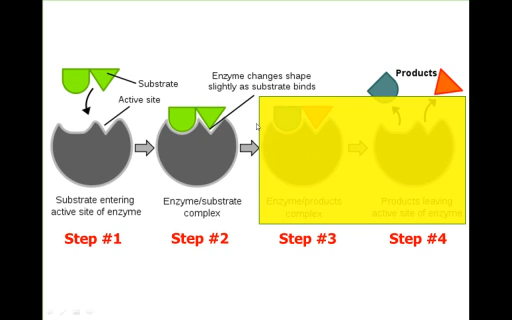 Products
Substrate
Enzyme changes shape
slightly as substrate binds
Active site
Substrate entering
active site of enzyme
Enzyme/substrate
complex
Enzyme/products
complex
Products leaving
active site of enzyme
Step #1
Step #2
Step #3
Step #4